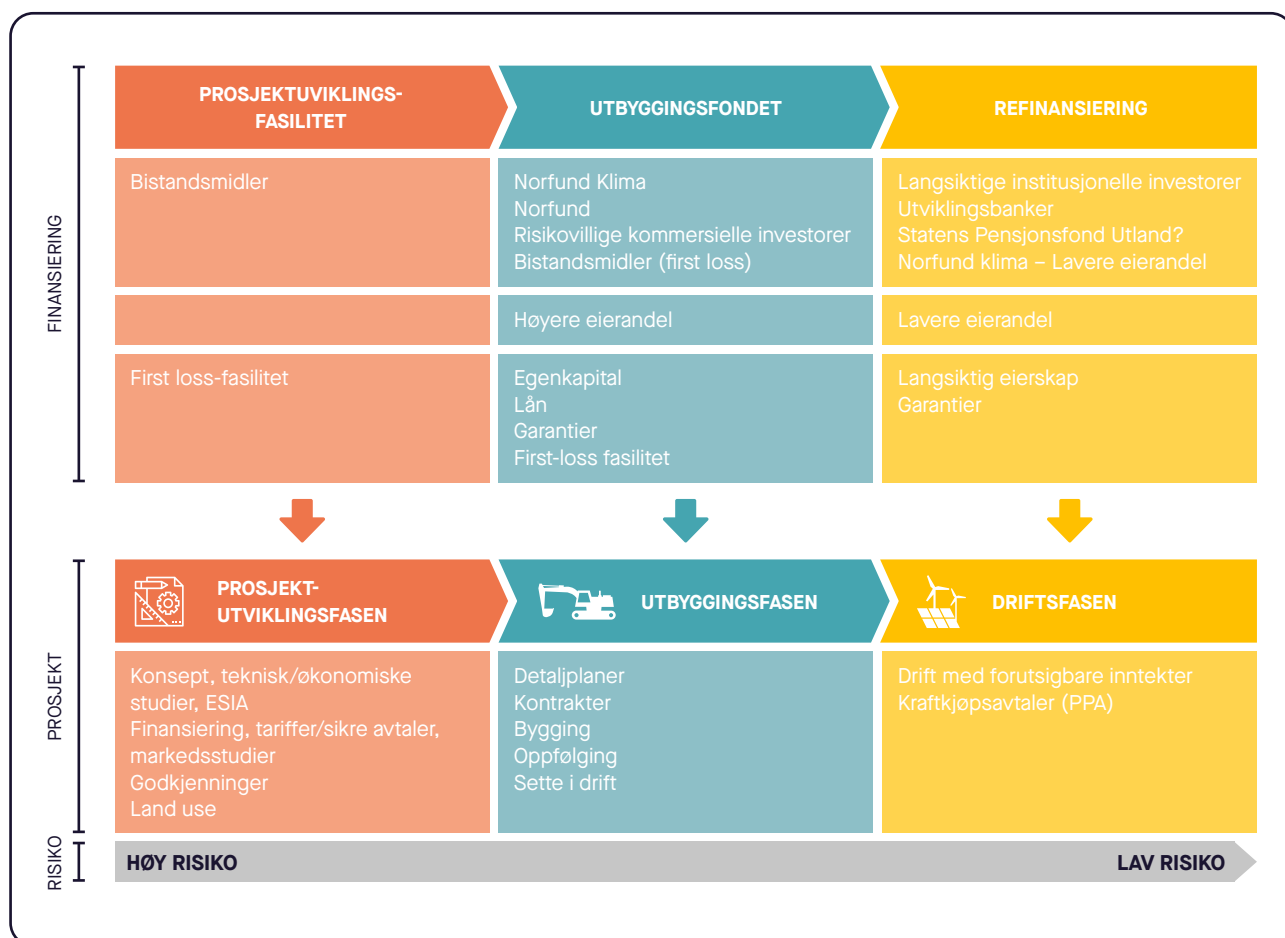 FINANSIERING
PROSJEKTUVIKLINGS-
FASILITET
UTBYGGINGSFONDET
REFINANSIERING
Bistandsmidler
Norfund Klima
Norfund
Risikovillige kommersielle investorer
Bistandsmidler (first loss)
Langsiktige institusjonelle investorer
Utviklingsbanker
Statens Pensjonsfond Utland?
Norfund klima – Lavere eierandel
Høyere eierandel
Lavere eierandel
First loss-fasilitet
Egenkapital
Lån
Garantier
First-loss fasilitet
Langsiktig eierskap
Garantier
PROSJEKT
PROSJEKT-
UTVIKLINGSFASEN
UTBYGGINGSFASEN
DRIFTSFASEN
Konsept, teknisk/økonomiske
studier, ESIA
Finansiering, tariffer/sikre avtaler,
markedsstudier
Godkjenninger
Land use
Detaljplaner
Kontrakter
Bygging
Oppfølging
Sette i drift
Drift med forutsigbare inntekter
Kraftkjøpsavtaler (PPA)
RISIKO
HØY RISIKO
LAV RISIKO